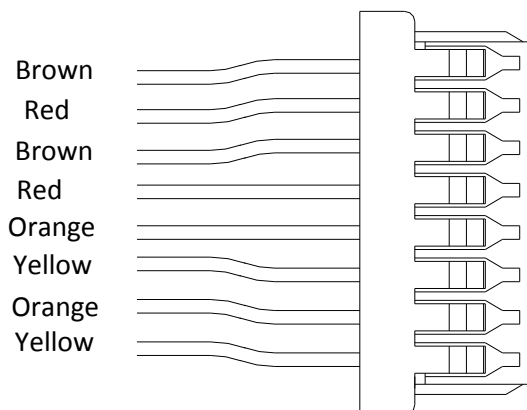 Brown
Red
Brown
Red
Orange
Yellow
Orange
Yellow